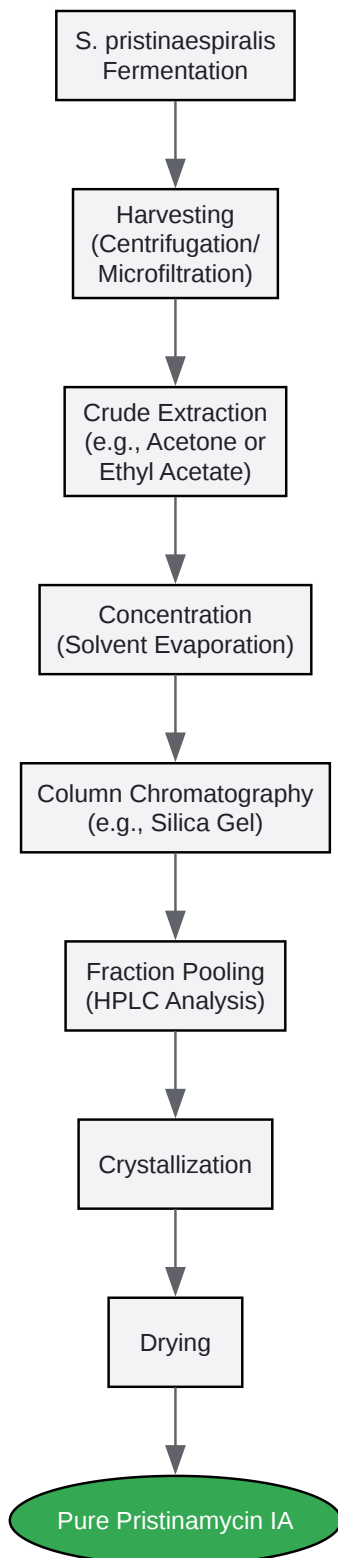 S. pristinaespiralis
Fermentation
Harvesting
(Centrifugation/
Microfiltration)
Crude Extraction
(e.g., Acetone or
Ethyl Acetate)
Concentration
(Solvent Evaporation)
Column Chromatography
(e.g., Silica Gel)
Fraction Pooling
(HPLC Analysis)
Crystallization
Drying
Pure Pristinamycin IA